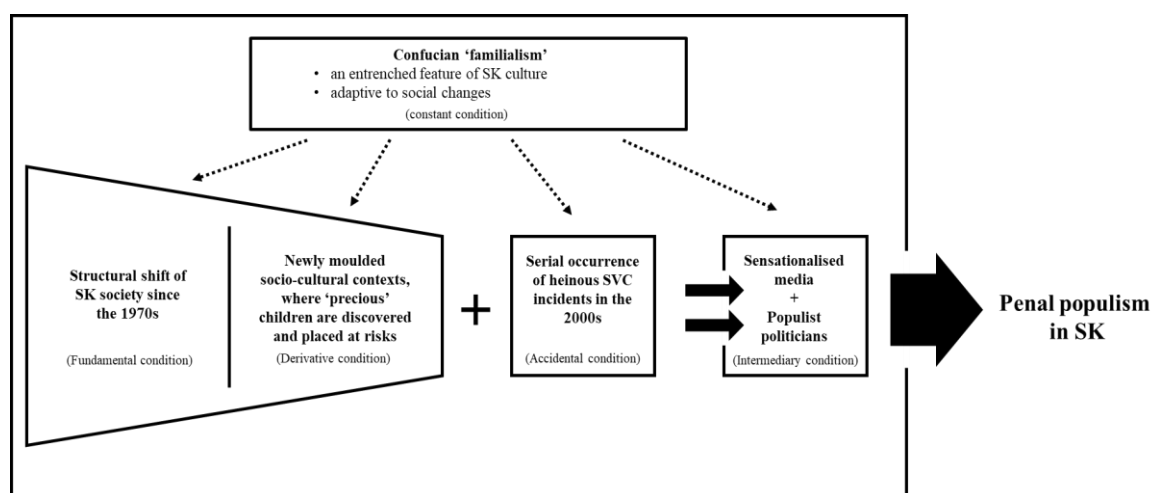 Confucian ‘familialism’
• an entrenched feature of SK culture
• adaptive to social changes
(constant condition)
Structural shift of
SK society since
the 1970s
(Fundamental condition)
Newly moulded
socio-cultural contexts,
where ‘precious’
children are discovered
and placed at risks
(Derivative condition)
+
Serial occurrence
of heinous SVC
incidents in the
2000s
(Accidental condition)
Sensationalised
media
+
Populist
politicians
(Intermediary condition)
Penal populism
in SK